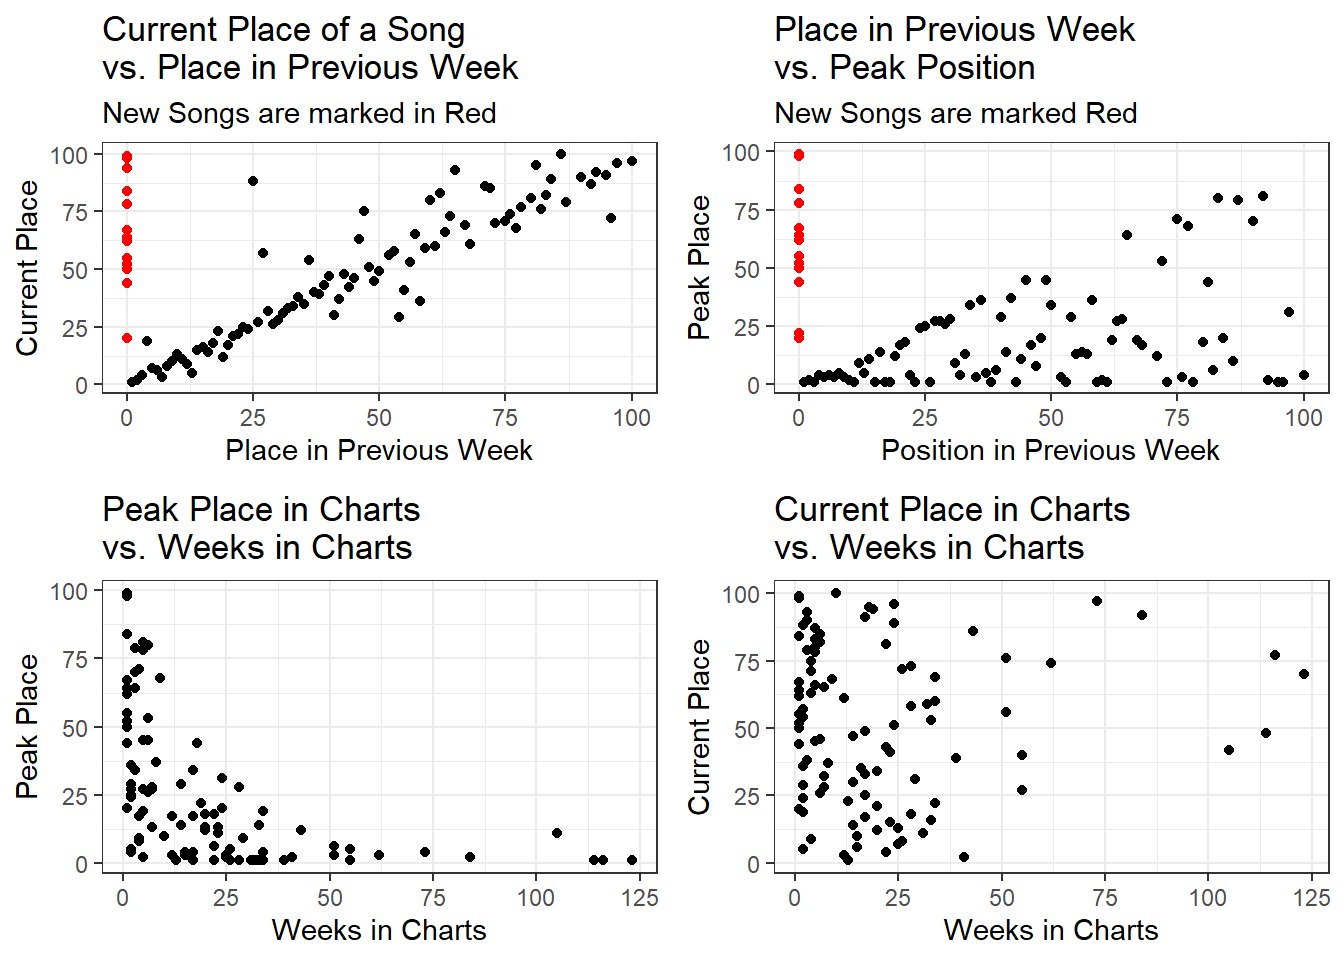 Current Place of a Song
vs. Place in Previous Week
New Songs are marked in Red
100
75
50
25
0
Current Place
0
25
50
75
100
Place in Previous Week
Place in Previous Week
vs. Peak Position
New Songs are marked Red
100
75
50
25
0
Peak Place
0
25
50
75
100
Position in Previous Week
Peak Place in Charts
vs. Weeks in Charts
100
75
50
25
0
Peak Place
0
25
50
75
100
125
Weeks in Charts
Current Place in Charts
vs. Weeks in Charts
100
75
50
25
0
Current Place
0
25
50
75
100
125
Weeks in Charts